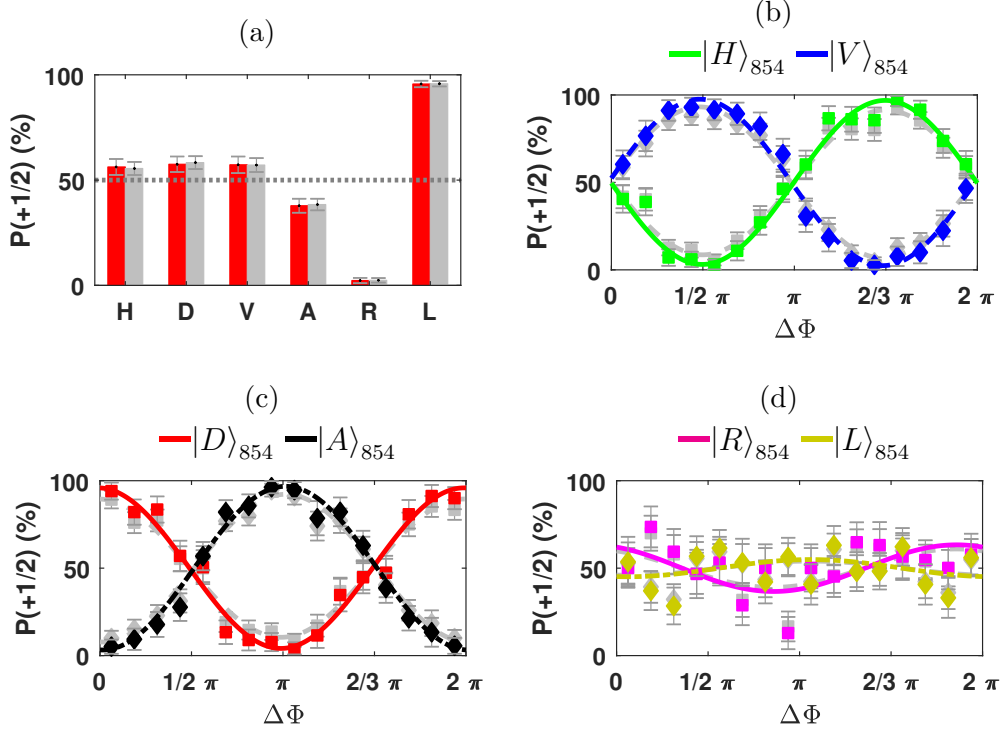 (a)
P(+1/2) (%)
100
50
0
H D V A R L
(b)
|H⟩854 |V⟩854
P(+1/2) (%)
100
50
0
0 1/2 π π 2/3 π 2 π
ΔΦ
(c)
|D⟩854 |A⟩854
P(+1/2) (%)
100
50
0
0 1/2 π π 2/3 π 2 π
ΔΦ
(d)
|R⟩854 |L⟩854
P(+1/2) (%)
100
50
0
0 1/2 π π 2/3 π 2 π
ΔΦ